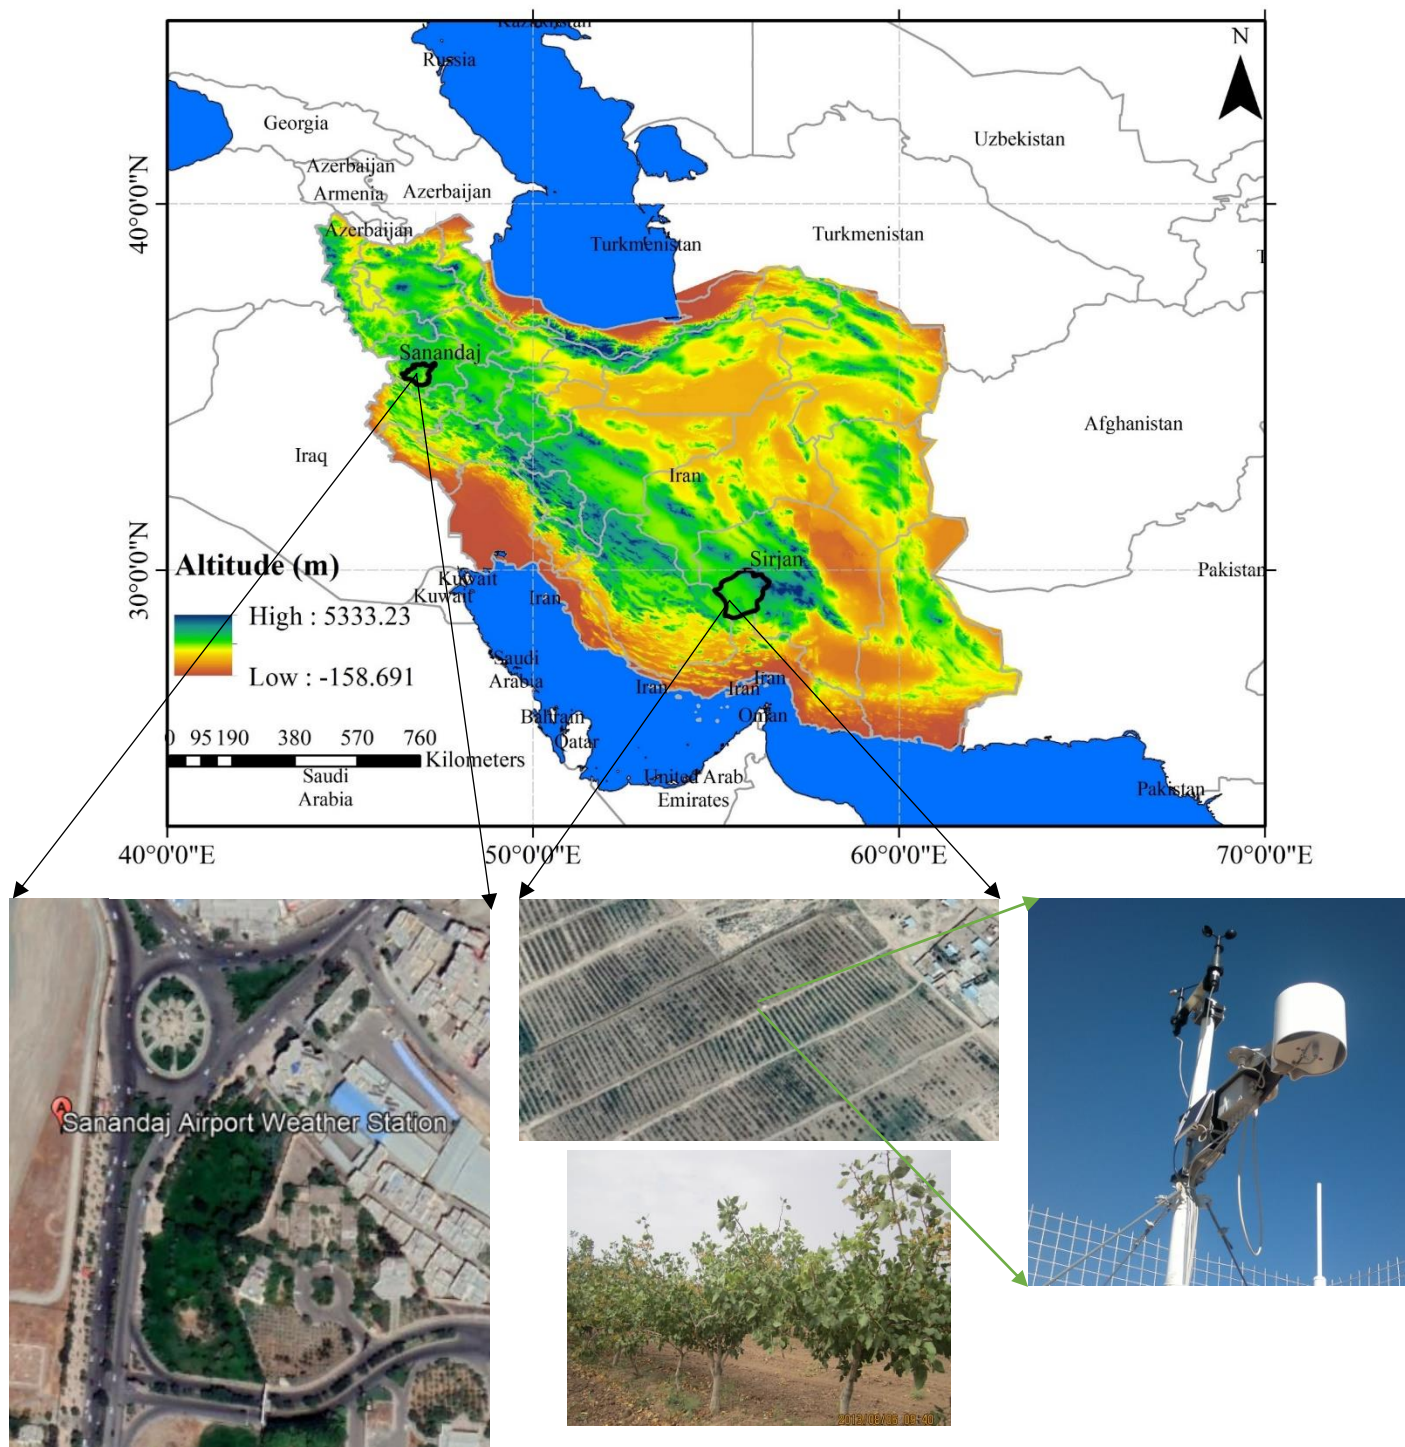 Kazakhstan
N
Russia
Georgia
Uzbekistan
Azerbaijan
Armenia
Azerbaijan
40°0'0"N
Azerbaijan
Turkmenistan
Turkmenistan
Sanandaj
Afghanistan
Iraq
Iran
Sirjan
30°0'0"N
Altitude (m)
Kuwait
Kuwait
Iran
Pakistan
High : 5333.23
Low : -158.691
Saudi
Arabia
Iran
Iran
Iran
Bahrain
Oman
Qatar
0 95 190 380 570 760
Kilometers
Saudi
Arabia
United Arab
Emirates
Pakistan
40°0'0"E
50°0'0"E
60°0'0"E
70°0'0"E
A
Sanandaj Airport Weather Station